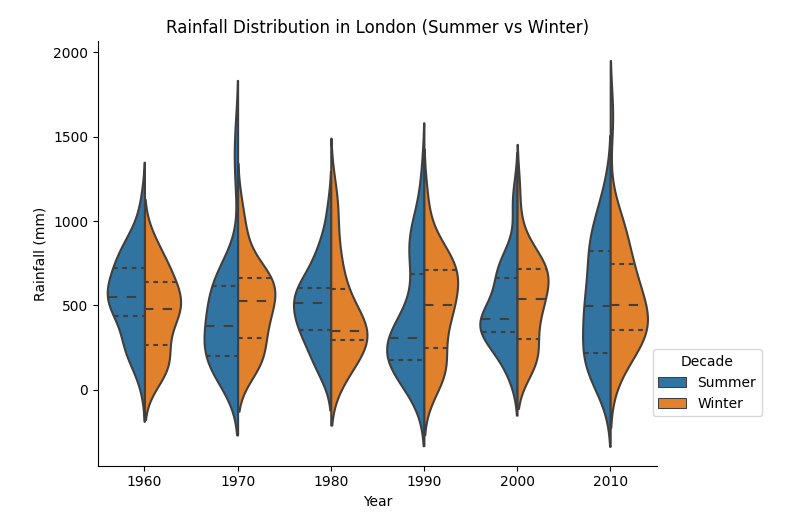 Rainfall Distribution in London (Summer vs Winter)
2000
1500
1000
500
0
Rainfall (mm)
1960 1970 1980 1990 2000 2010
Year
Decade
Summer
Winter